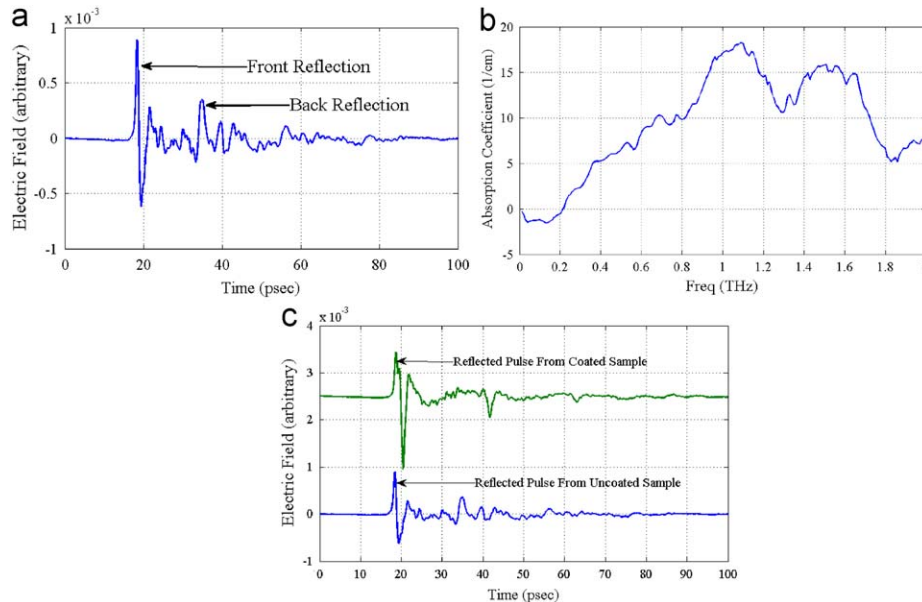 a
x 10⁻³
1
0.5
0
-0.5
-1
Electric Field (arbitrary)
Front Reflection
Back Reflection
0 20 40 60 80 100
Time (psec)
b
20
15
10
5
0
-5
Absorption Coefficient (1/cm)
0 0.2 0.4 0.6 0.8 1 1.2 1.4 1.6 1.8
Freq (THz)
c
x 10⁻³
4
3
2
1
0
-1
Electric Field (arbitrary)
Reflected Pulse From Coated Sample
Reflected Pulse From Uncoated Sample
0 10 20 30 40 50 60 70 80 90 100
Time (psec)